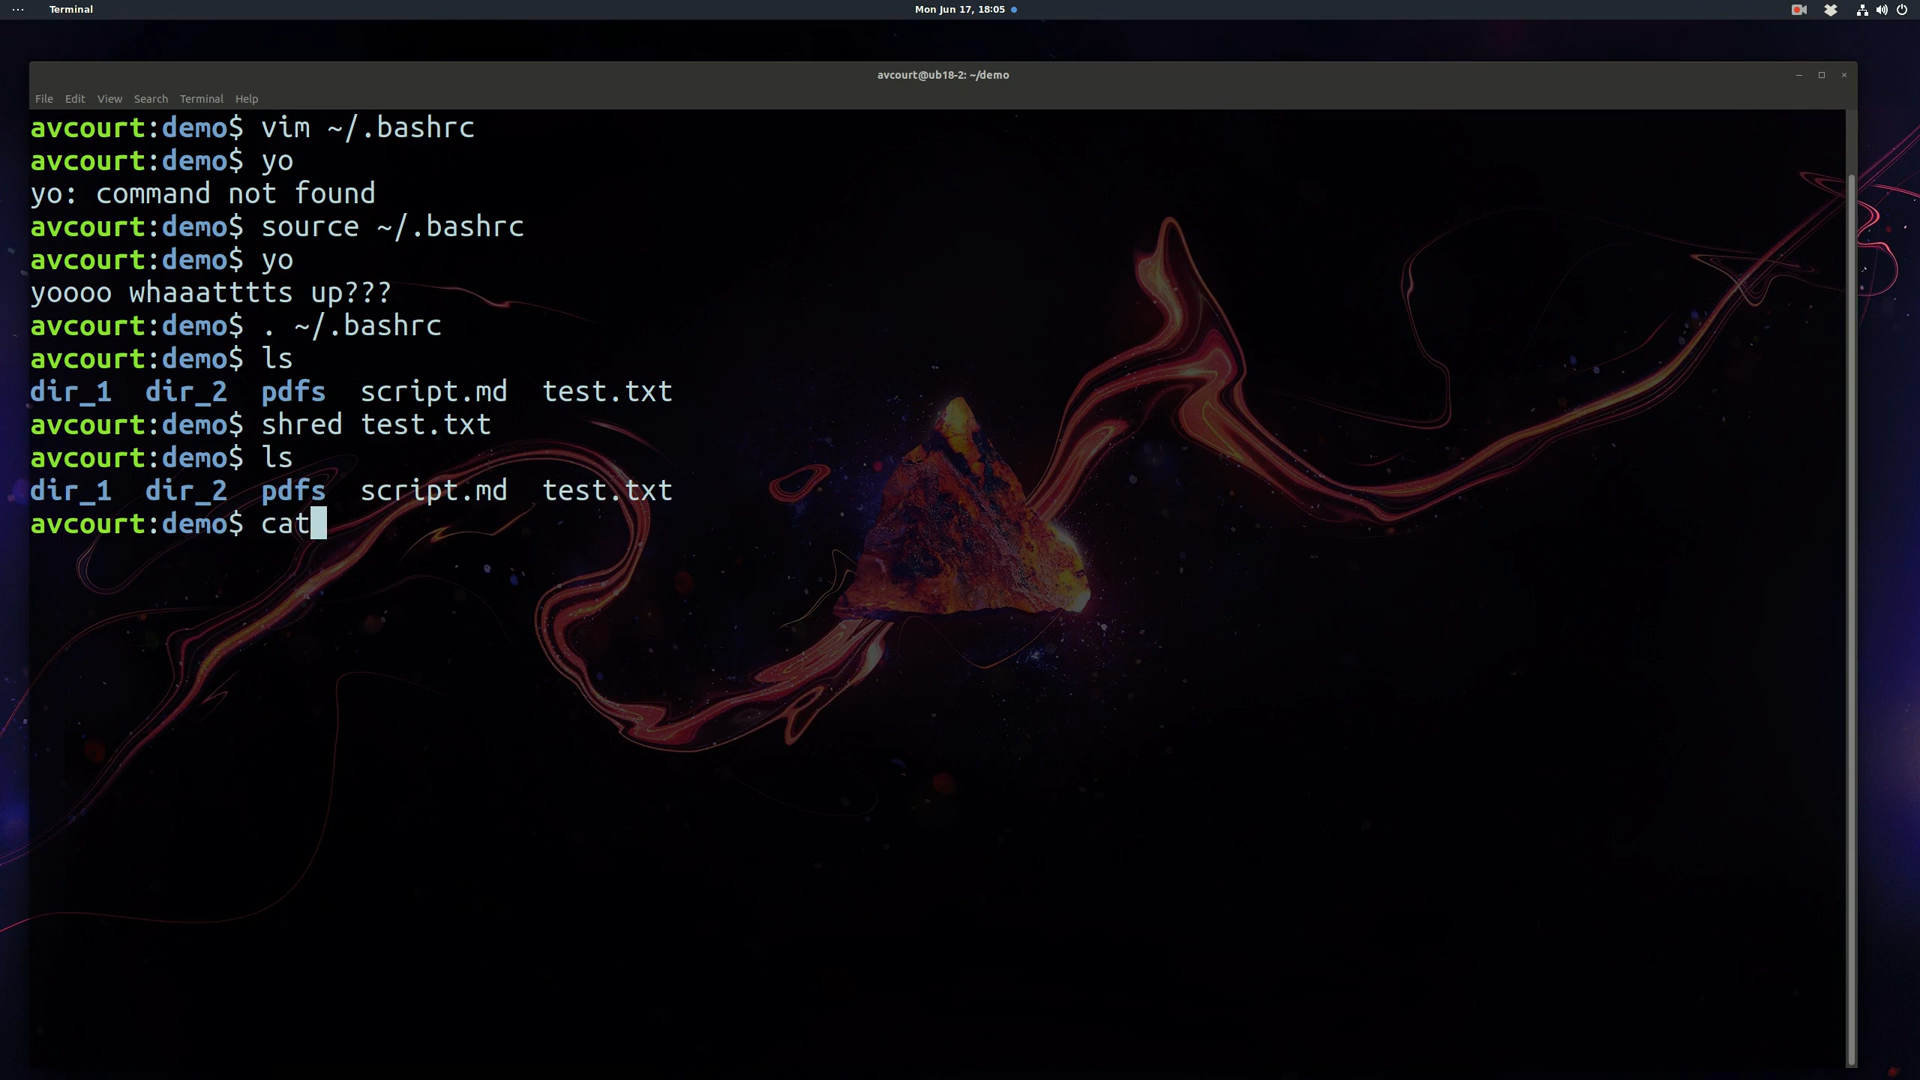 Terminal
Mon Jun 17, 18:05
avcourt@ub18-2: ~/demo
File Edit View Search Terminal Help
avcourt:demo$ vim ~/.bashrc
avcourt:demo$ yo
yo: command not found
avcourt:demo$ source ~/.bashrc
avcourt:demo$ yo
yoooo whaaatttts up???
avcourt:demo$ . ~/.bashrc
avcourt:demo$ ls
dir_1 dir_2 pdfs script.md test.txt
avcourt:demo$ shred test.txt
avcourt:demo$ ls
dir_1 dir_2 pdfs script.md test.txt
avcourt:demo$ cat